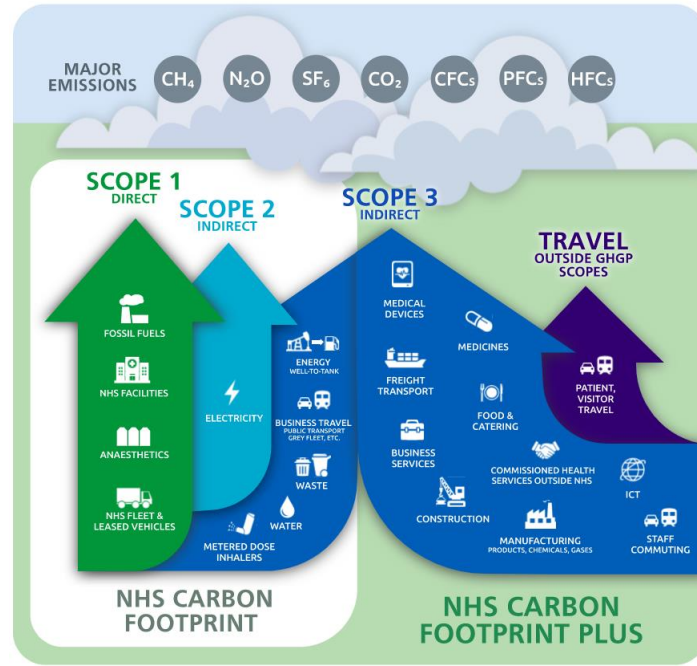 MAJOR
EMISSIONS
CH₄
N₂O
SF₆
CO₂
CFCs
PFCs
HFCs
SCOPE 1
DIRECT
SCOPE 2
INDIRECT
SCOPE 3
INDIRECT
TRAVEL
OUTSIDE GHGP
SCOPES
FOSSIL FUELS
NHS FACILITIES
ANAESTHETICS
NHS FLEET &
LEASED VEHICLES
ELECTRICITY
ENERGY
WELL-TO-TANK
BUSINESS TRAVEL
PUBLIC TRANSPORT
GREY FLEET, ETC.
WASTE
WATER
METERED DOSE
INHALERS
MEDICAL
DEVICES
MEDICINES
FREIGHT
TRANSPORT
FOOD &
CATERING
BUSINESS
SERVICES
COMMISSIONED HEALTH
SERVICES OUTSIDE NHS
CONSTRUCTION
MANUFACTURING
PRODUCTS, CHEMICALS, GASES
ICT
STAFF
COMMUTING
PATIENT,
VISITOR
TRAVEL
NHS CARBON
FOOTPRINT
NHS CARBON
FOOTPRINT PLUS